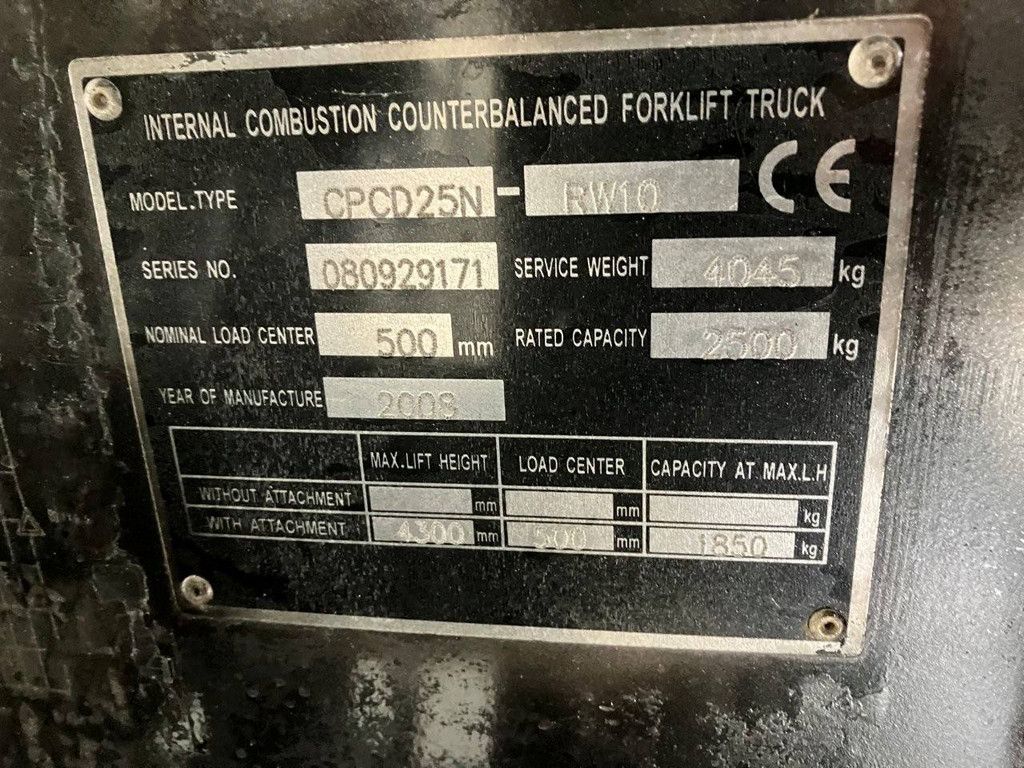 INTERNAL COMBUSTION COUNTERBALANCED FORKLIFT TRUCK
MODEL.TYPE CPCD25N-RW10 CE
SERIES NO. 080929171 SERVICE WEIGHT 4045 kg
NOMINAL LOAD CENTER 500 mm RATED CAPACITY 2500 kg
YEAR OF MANUFACTURE 2008
MAX.LIFT HEIGHT LOAD CENTER CAPACITY AT MAX.L.H
WITHOUT ATTACHMENT mm mm kg
WITH ATTACHMENT 4300 mm 500 mm 1850 kg